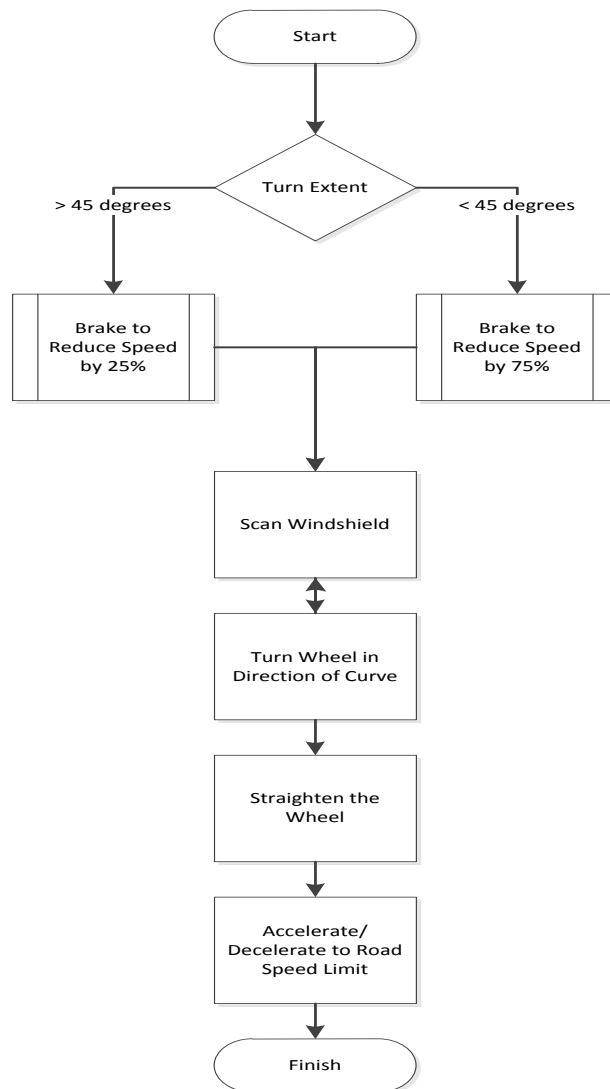 Start
Turn Extent
> 45 degrees
< 45 degrees
Brake to
Reduce Speed
by 25%
Brake to
Reduce Speed
by 75%
Scan Windshield
Turn Wheel in
Direction of Curve
Straighten the
Wheel
Accelerate/
Decelerate to Road
Speed Limit
Finish